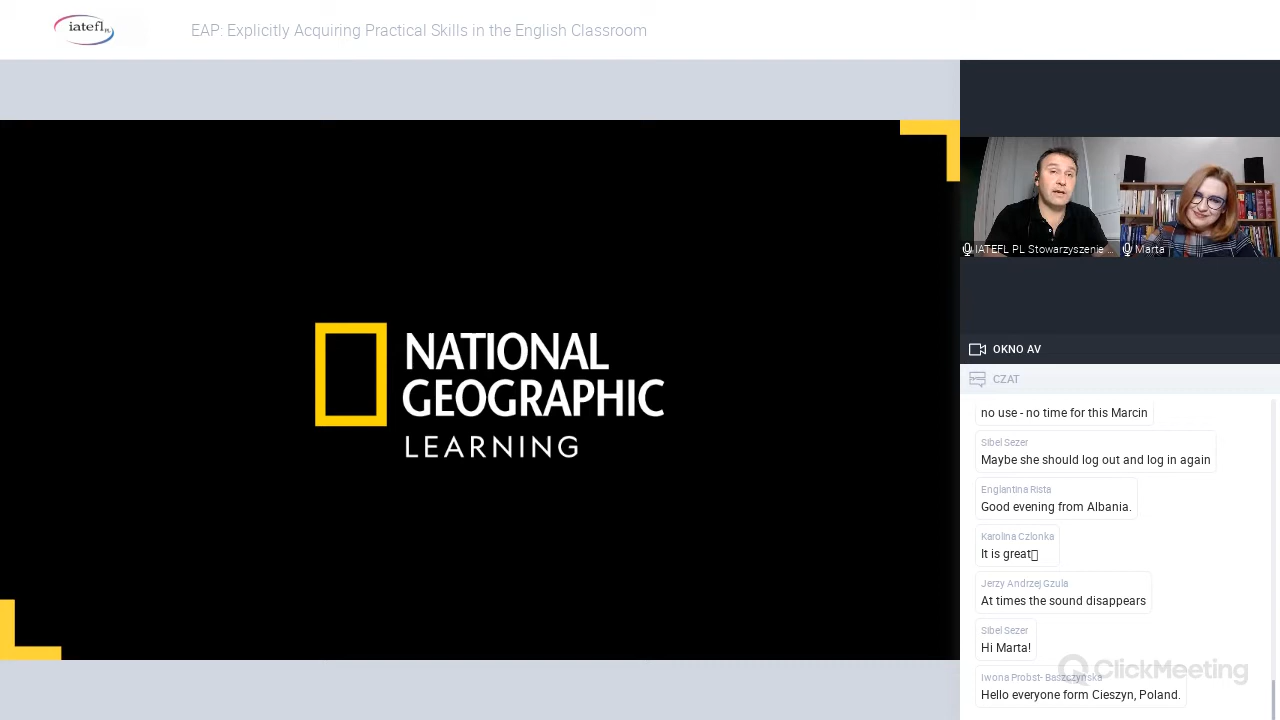 iatefl PL
EAP: Explicitly Acquiring Practical Skills in the English Classroom
NATIONAL
GEOGRAPHIC
LEARNING
IATEFL PL Stowarzyszenie ...
Marta
OKNO AV
CZAT
no use - no time for this Marcin
Sibel Sezer
Maybe she should log out and log in again
Englantina Rista
Good evening from Albania.
Karolina Czlonka
It is great
Jerzy Andrzej Gzula
At times the sound disappears
Sibel Sezer
Hi Marta!
ClickMeeting
Iwona Probst- Baszczyńska
Hello everyone form Cieszyn, Poland.